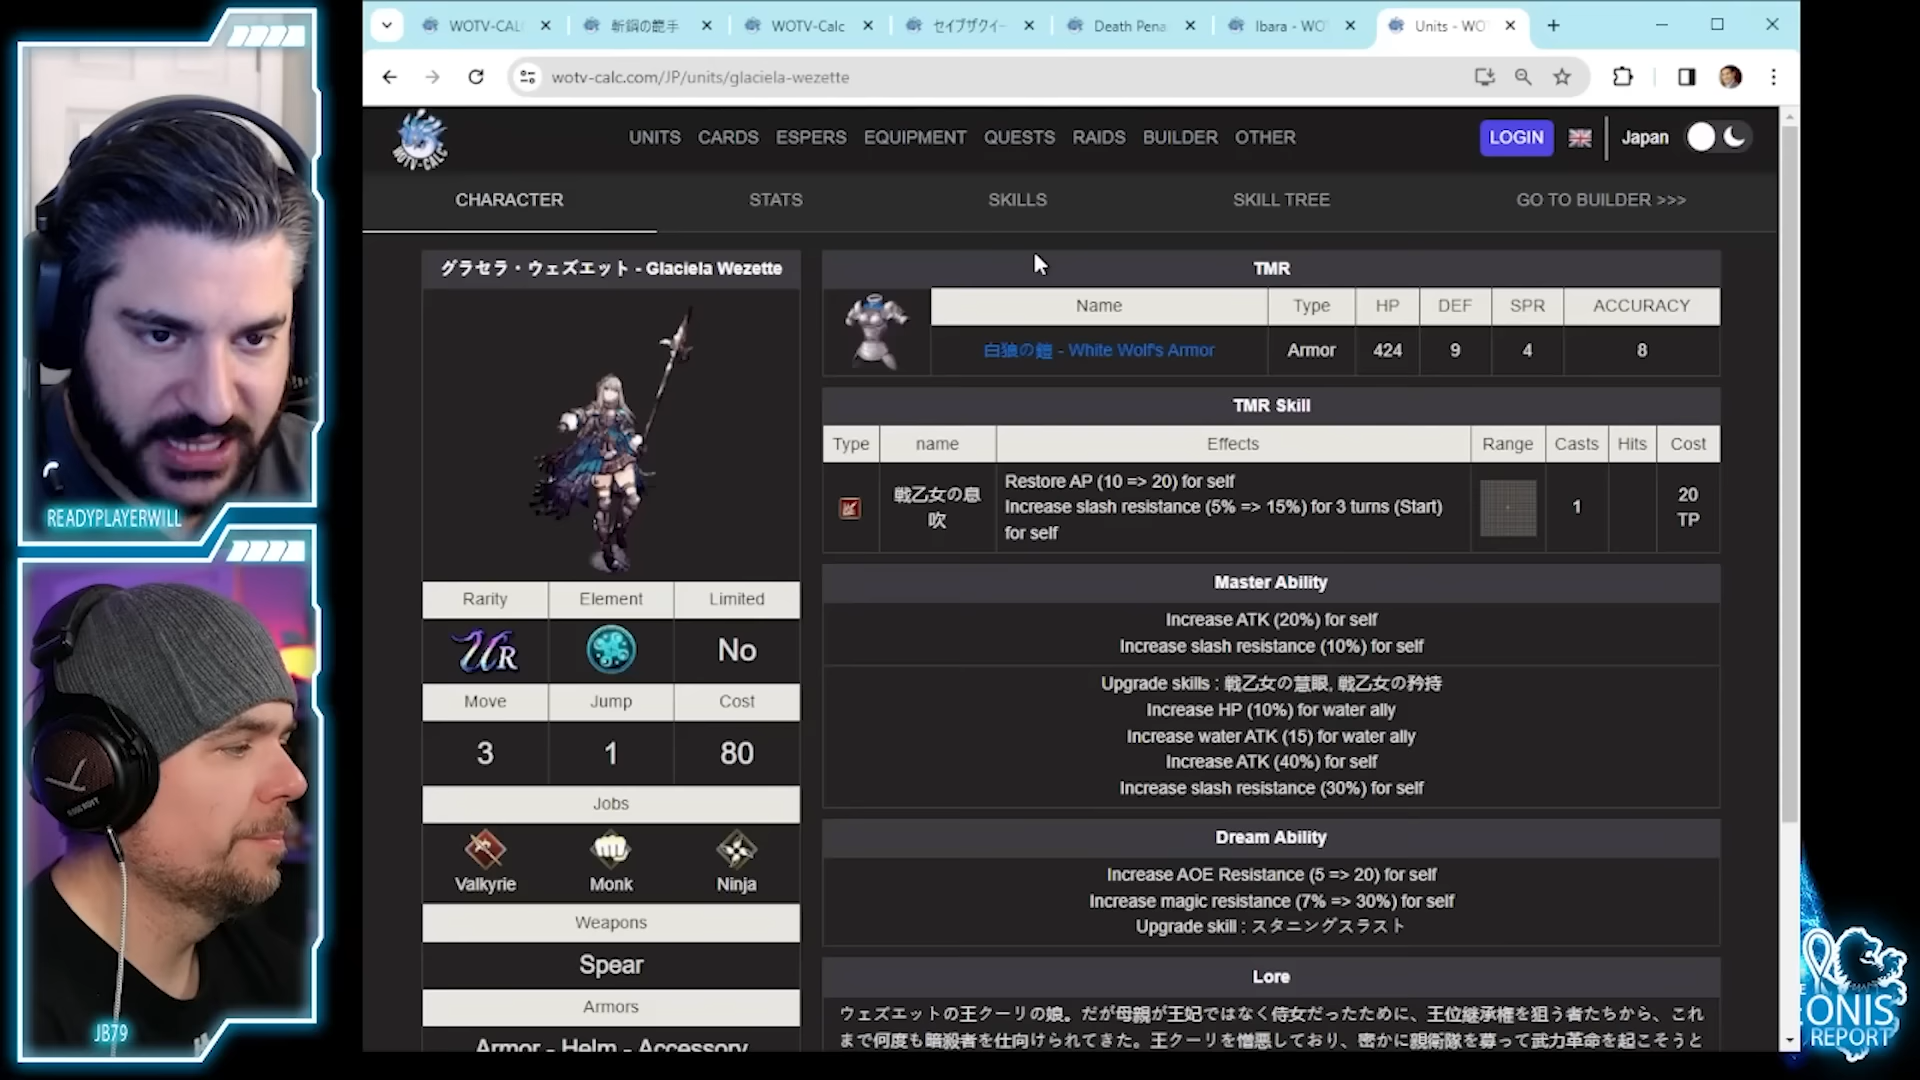 WOTV-CAL
斬鋼の籠手
WOTV-Calc
セイブザクイー
Death Pena
Ibara - WO
Units - WO
wotv-calc.com/JP/units/glaciela-wezette
WOTV-CALC
UNITS CARDS ESPERS EQUIPMENT QUESTS RAIDS BUILDER OTHER
LOGIN
Japan
CHARACTER STATS SKILLS SKILL TREE GO TO BUILDER >>>
グラセラ・ウェズエット - Glaciela Wezette
Rarity Element Limited
UR No
Move Jump Cost
3 1 80
Jobs
Valkyrie Monk Ninja
Weapons
Spear
Armors
Armor - Helm - Accessory
TMR
Name Type HP DEF SPR ACCURACY
白狼の鎧 - White Wolf's Armor Armor 424 9 4 8
TMR Skill
Type name Effects Range Casts Hits Cost
戦乙女の息
吹
Restore AP (10 => 20) for self
Increase slash resistance (5% => 15%) for 3 turns (Start)
for self
1
20
TP
Master Ability
Increase ATK (20%) for self
Increase slash resistance (10%) for self
Upgrade skills : 戦乙女の慧眼, 戦乙女の矜持
Increase HP (10%) for water ally
Increase water ATK (15) for water ally
Increase ATK (40%) for self
Increase slash resistance (30%) for self
Dream Ability
Increase AOE Resistance (5 => 20) for self
Increase magic resistance (7% => 30%) for self
Upgrade skill : スタニングスラスト
Lore
ウェズエットの王クーリの娘。だが母親が王妃ではなく侍女だったために、王位継承権を狙う者たちから、これ
まで何度も暗殺者を仕向けられてきた。王クーリを憎悪しており、密かに親衛隊を募って武力革命を起こそうと
READYPLAYERWILL
JB79
ONIS
REPORT